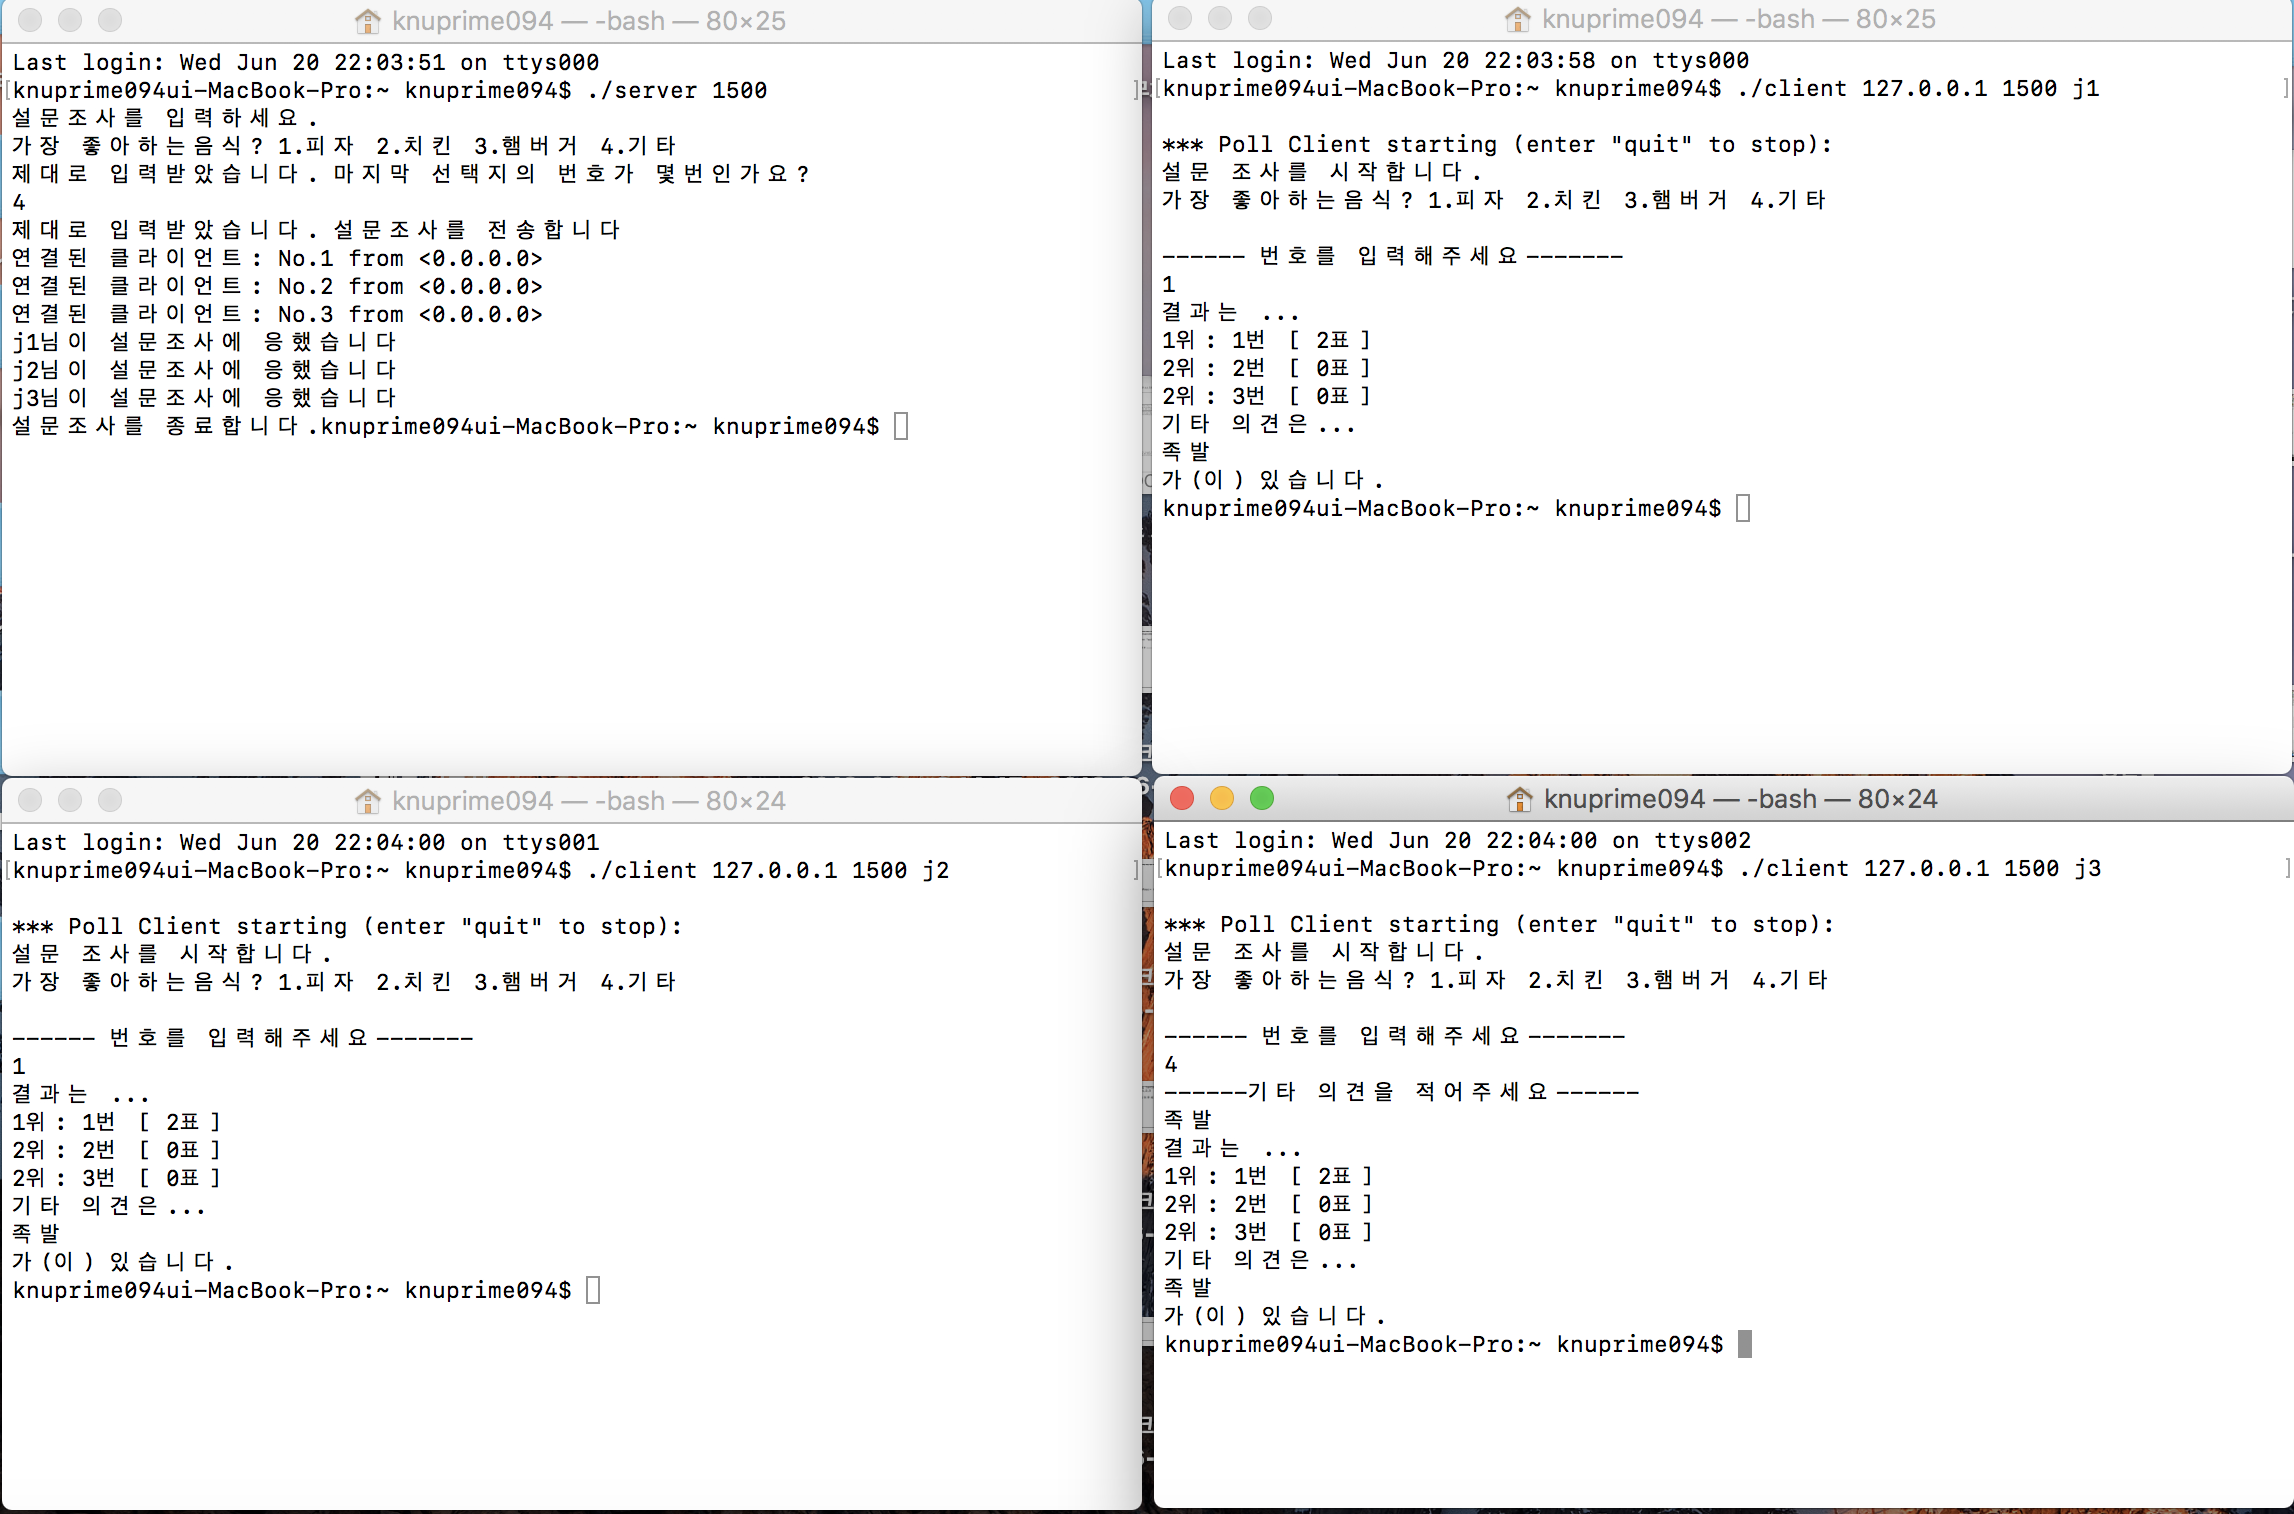 knuprime094 — -bash — 80×25
Last login: Wed Jun 20 22:03:51 on ttys000
[knuprime094ui-MacBook-Pro:~ knuprime094$ ./server 1500 ]
설문조사를 입력하세요.
가장 좋아하는음식? 1.피자 2.치킨 3.햄버거 4.기타
제대로 입력받았습니다. 마지막 선택지의 번호가 몇번인가요?
4
제대로 입력받았습니다. 설문조사를 전송합니다
연결된 클라이언트: No.1 from <0.0.0.0>
연결된 클라이언트: No.2 from <0.0.0.0>
연결된 클라이언트: No.3 from <0.0.0.0>
j1님이 설문조사에 응했습니다
j2님이 설문조사에 응했습니다
j3님이 설문조사에 응했습니다
설문조사를 종료합니다.knuprime094ui-MacBook-Pro:~ knuprime094$
knuprime094 — -bash — 80×25
Last login: Wed Jun 20 22:03:58 on ttys000
[knuprime094ui-MacBook-Pro:~ knuprime094$ ./client 127.0.0.1 1500 j1 ]
*** Poll Client starting (enter "quit" to stop):
설문 조사를 시작합니다.
가장 좋아하는음식? 1.피자 2.치킨 3.햄버거 4.기타
------ 번호를 입력해주세요-------
1
결과는 ...
1위: 1번 [ 2표 ]
2위: 2번 [ 0표 ]
2위: 3번 [ 0표 ]
기타 의견은...
족발
가(이) 있습니다.
knuprime094ui-MacBook-Pro:~ knuprime094$
knuprime094 — -bash — 80×24
Last login: Wed Jun 20 22:04:00 on ttys001
[knuprime094ui-MacBook-Pro:~ knuprime094$ ./client 127.0.0.1 1500 j2 ]
*** Poll Client starting (enter "quit" to stop):
설문 조사를 시작합니다.
가장 좋아하는음식? 1.피자 2.치킨 3.햄버거 4.기타
------ 번호를 입력해주세요-------
1
결과는 ...
1위: 1번 [ 2표 ]
2위: 2번 [ 0표 ]
2위: 3번 [ 0표 ]
기타 의견은...
족발
가(이) 있습니다.
knuprime094ui-MacBook-Pro:~ knuprime094$
knuprime094 — -bash — 80×24
Last login: Wed Jun 20 22:04:00 on ttys002
[knuprime094ui-MacBook-Pro:~ knuprime094$ ./client 127.0.0.1 1500 j3 ]
*** Poll Client starting (enter "quit" to stop):
설문 조사를 시작합니다.
가장 좋아하는음식? 1.피자 2.치킨 3.햄버거 4.기타
------ 번호를 입력해주세요-------
4
------기타 의견을 적어주세요------
족발
결과는 ...
1위: 1번 [ 2표 ]
2위: 2번 [ 0표 ]
2위: 3번 [ 0표 ]
기타 의견은...
족발
가(이) 있습니다.
knuprime094ui-MacBook-Pro:~ knuprime094$